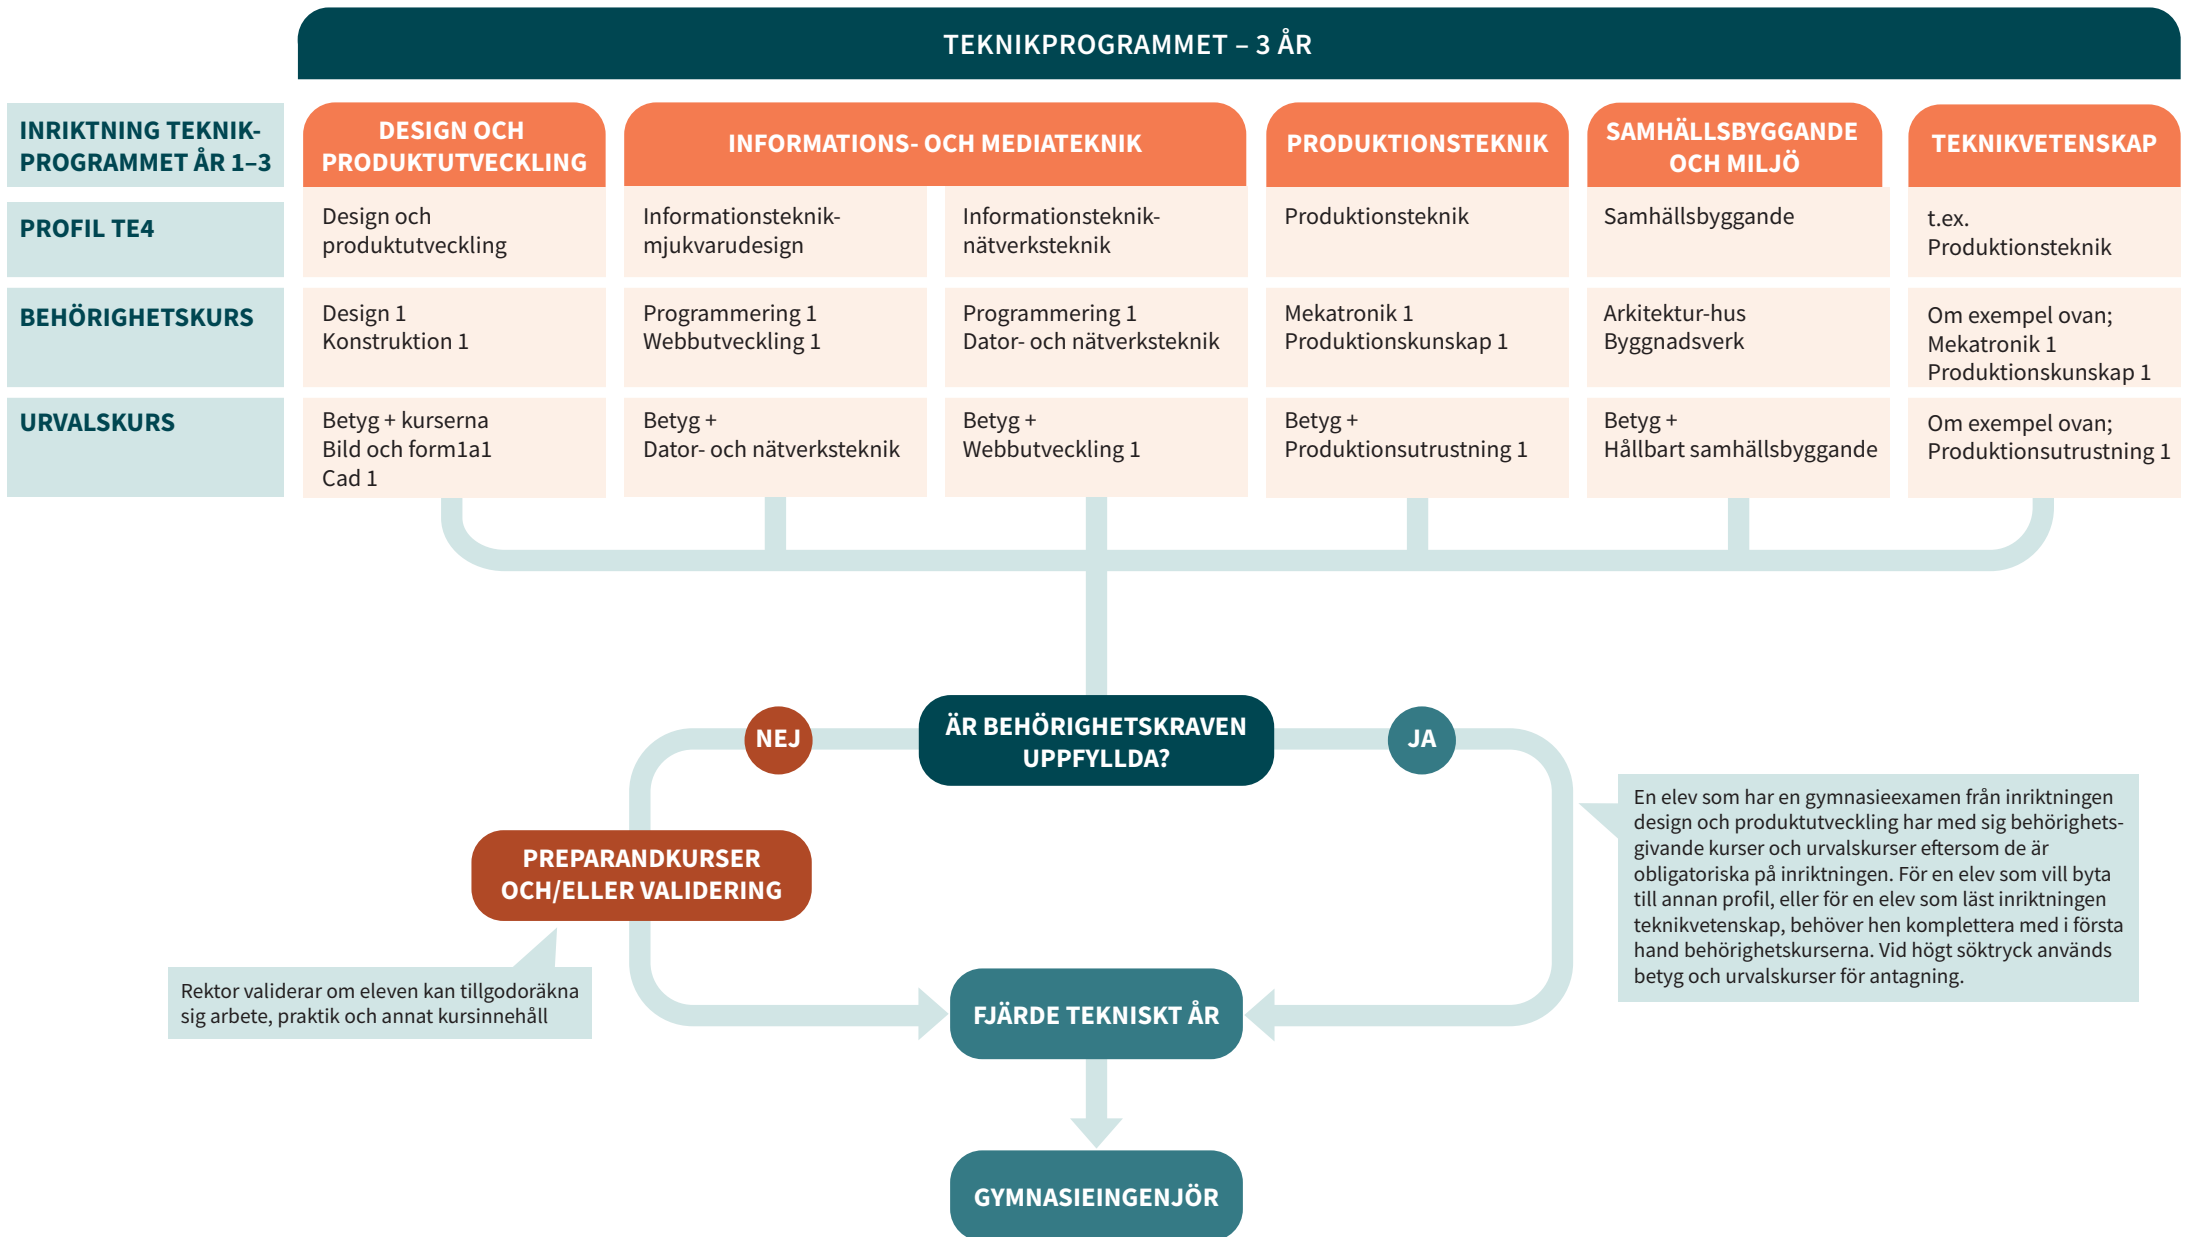 TEKNIKPROGRAMMET – 3 ÅR
INRIKTNING TEKNIK-
PROGRAMMET ÅR 1–3
DESIGN OCH
PRODUKTUTVECKLING
INFORMATIONS- OCH MEDIATEKNIK
PRODUKTIONSTEKNIK
SAMHÄLLSBYGGANDE
OCH MILJÖ
TEKNIKVETENSKAP
PROFIL TE4
Design och
produktutveckling
Informationsteknik-
mjukvarudesign
Informationsteknik-
nätverksteknik
Produktionsteknik
Samhällsbyggande
t.ex.
Produktionsteknik
BEHÖRIGHETSKURS
Design 1
Konstruktion 1
Programmering 1
Webbutveckling 1
Programmering 1
Dator- och nätverksteknik
Mekatronik 1
Produktionskunskap 1
Arkitektur-hus
Byggnadsverk
Om exempel ovan;
Mekatronik 1
Produktionskunskap 1
URVALSKURS
Betyg + kurserna
Bild och form1a1
Cad 1
Betyg +
Dator- och nätverksteknik
Betyg +
Webbutveckling 1
Betyg +
Produktionsutrustning 1
Betyg +
Hållbart samhällsbyggande
Om exempel ovan;
Produktionsutrustning 1
NEJ
ÄR BEHÖRIGHETSKRAVEN
UPPFYLLDA?
JA
En elev som har en gymnasieexamen från inriktningen
design och produktutveckling har med sig behörighets-
givande kurser och urvalskurser eftersom de är
obligatoriska på inriktningen. För en elev som vill byta
till annan profil, eller för en elev som läst inriktningen
teknikvetenskap, behöver hen komplettera med i första
hand behörighetskurserna. Vid högt söktryck används
betyg och urvalskurser för antagning.
PREPARANDKURSER
OCH/ELLER VALIDERING
Rektor validerar om eleven kan tillgodoräkna
sig arbete, praktik och annat kursinnehåll
FJÄRDE TEKNISKT ÅR
GYMNASIEINGENJÖR